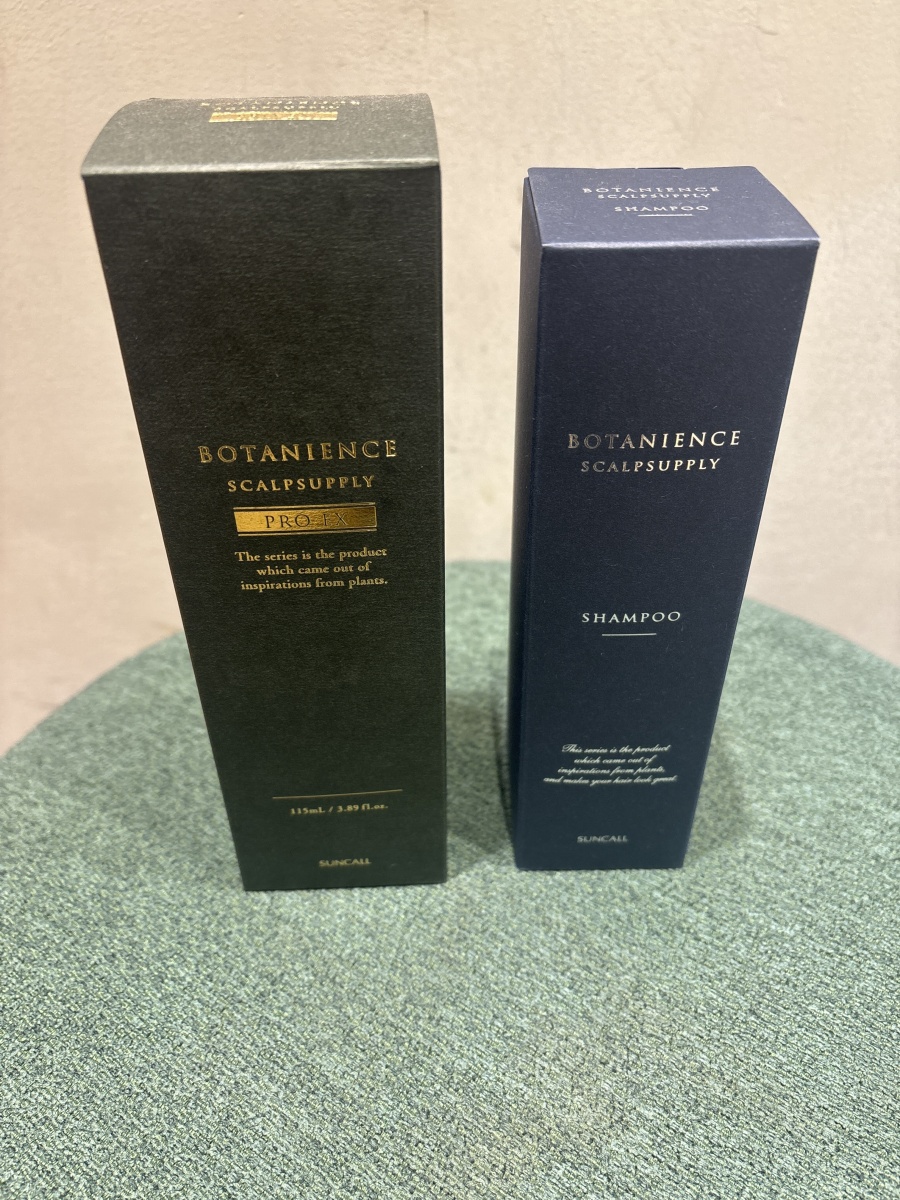 BOTANIENCE
SCALPSUPPLY
PRO EX
The series is the product
which came out of
inspirations from plants.
115mL / 3.89 fl.oz.
SUNCALL
BOTANIENCE
SCALPSUPPLY
SHAMPOO
BOTANIENCE
SCALPSUPPLY
SHAMPOO
This series is the product
which came out of
inspirations from plants,
and makes your hair look good.
SUNCALL